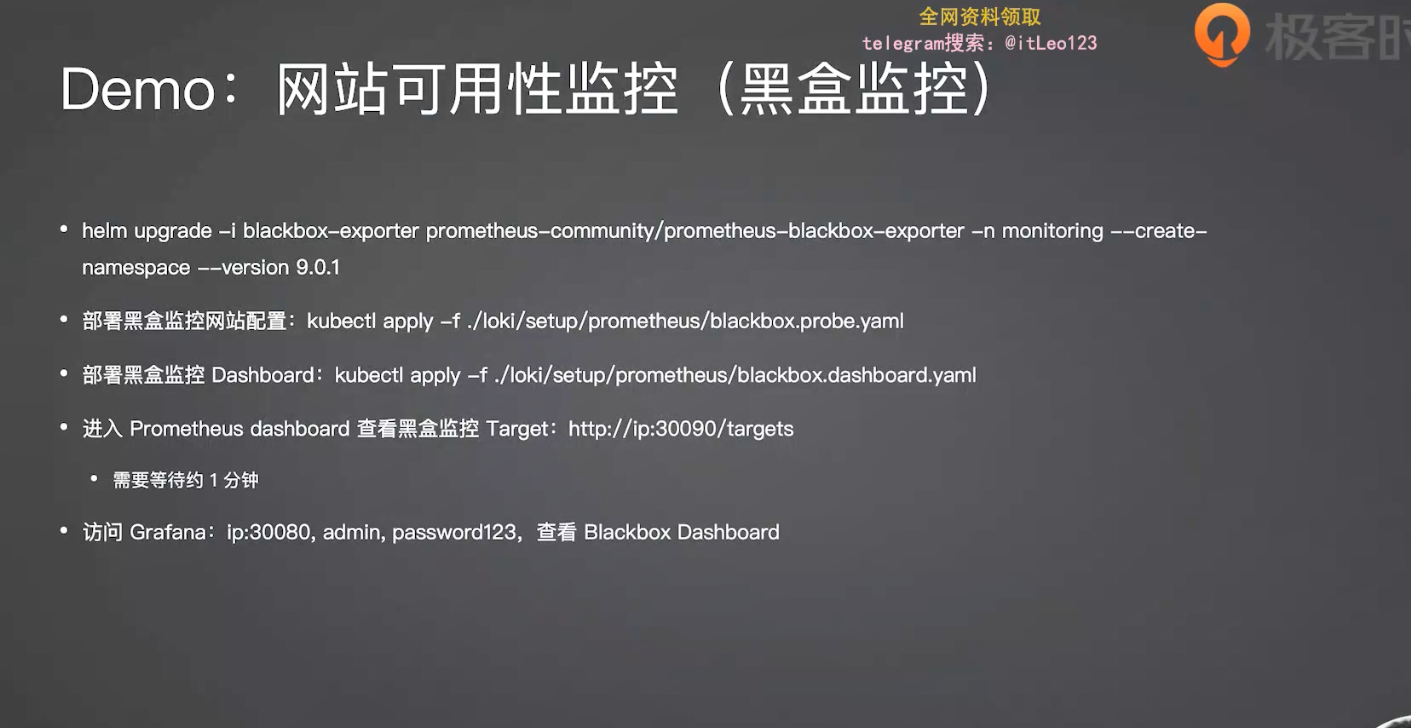 全网资料领取
telegram搜索：@itLeo123
极客时
Demo：网站可用性监控（黑盒监控）
• helm upgrade –i blackbox–exporter prometheus–community/prometheus–blackbox–exporter –n monitoring ––create–
namespace ––version 9.0.1
• 部署黑盒监控网站配置：kubectl apply –f ./loki/setup/prometheus/blackbox.probe.yaml
• 部署黑盒监控 Dashboard：kubectl apply –f ./loki/setup/prometheus/blackbox.dashboard.yaml
• 进入 Prometheus dashboard 查看黑盒监控 Target：http://ip:30090/targets
• 需要等待约 1 分钟
• 访问 Grafana：ip:30080, admin, password123，查看 Blackbox Dashboard